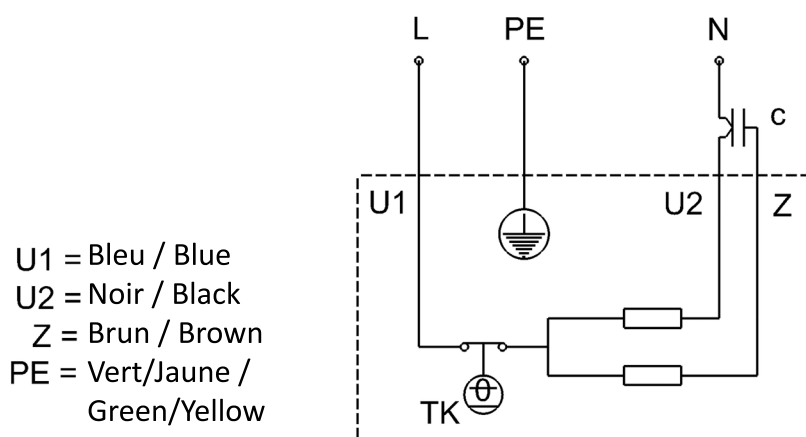 L PE N
c
U1 U2 Z
U1 = Bleu / Blue
U2 = Noir / Black
Z = Brun / Brown
PE = Vert/Jaune /
Green/Yellow
TK